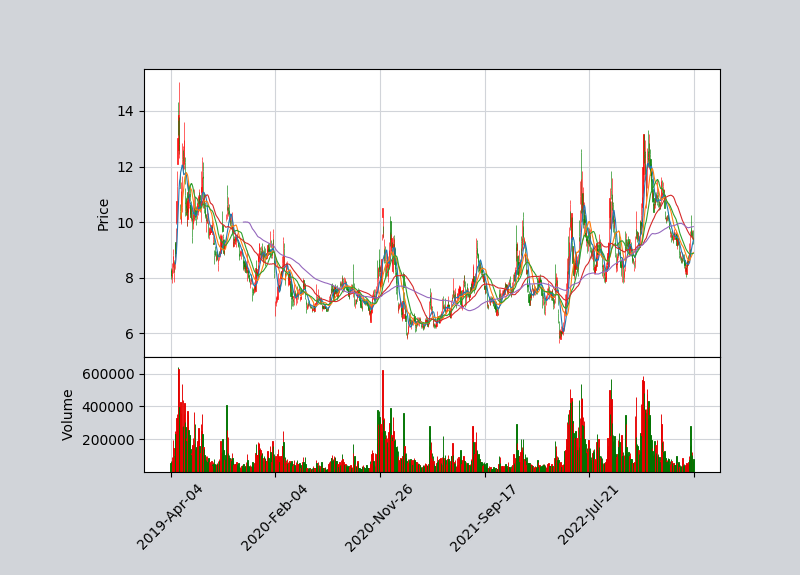 14
12
10
8
6
Price
600000
400000
200000
Volume
2019-Apr-04
2020-Feb-04
2020-Nov-26
2021-Sep-17
2022-Jul-21